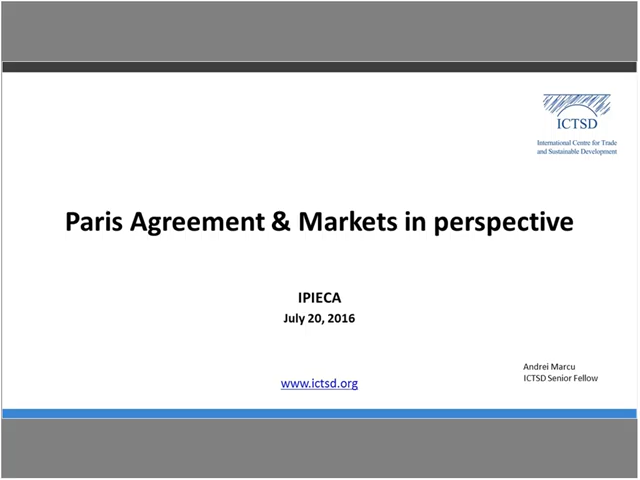 ICTSD
International Centre for Trade
and Sustainable Development
Paris Agreement & Markets in perspective
IPIECA
July 20, 2016
Andrei Marcu
ICTSD Senior Fellow
www.ictsd.org